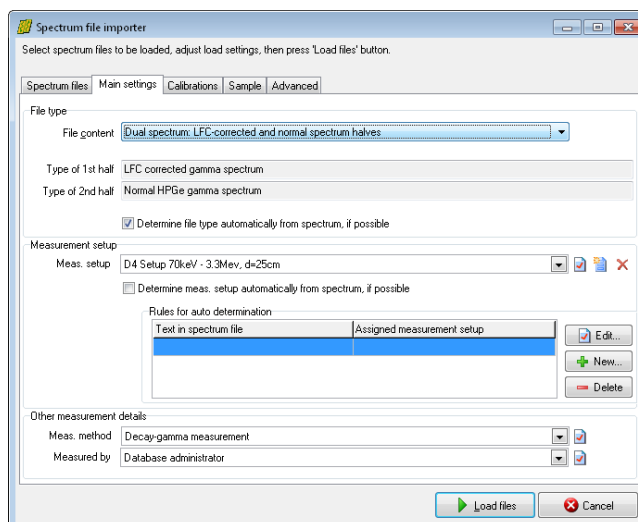 Spectrum file importer
Select spectrum files to be loaded, adjust load settings, then press 'Load files' button.
Spectrum files Main settings Calibrations Sample Advanced
File type
File content Dual spectrum: LFC-corrected and normal spectrum halves
Type of 1st half LFC corrected gamma spectrum
Type of 2nd half Normal HPGe gamma spectrum
Determine file type automatically from spectrum, if possible
Measurement setup
Meas. setup D4 Setup 70keV - 3.3Mev, d=25cm
Determine meas. setup automatically from spectrum, if possible
Rules for auto determination
Text in spectrum file Assigned measurement setup
Edit...
New...
Delete
Other measurement details
Meas. method Decay-gamma measurement
Measured by Database administrator
Load files Cancel